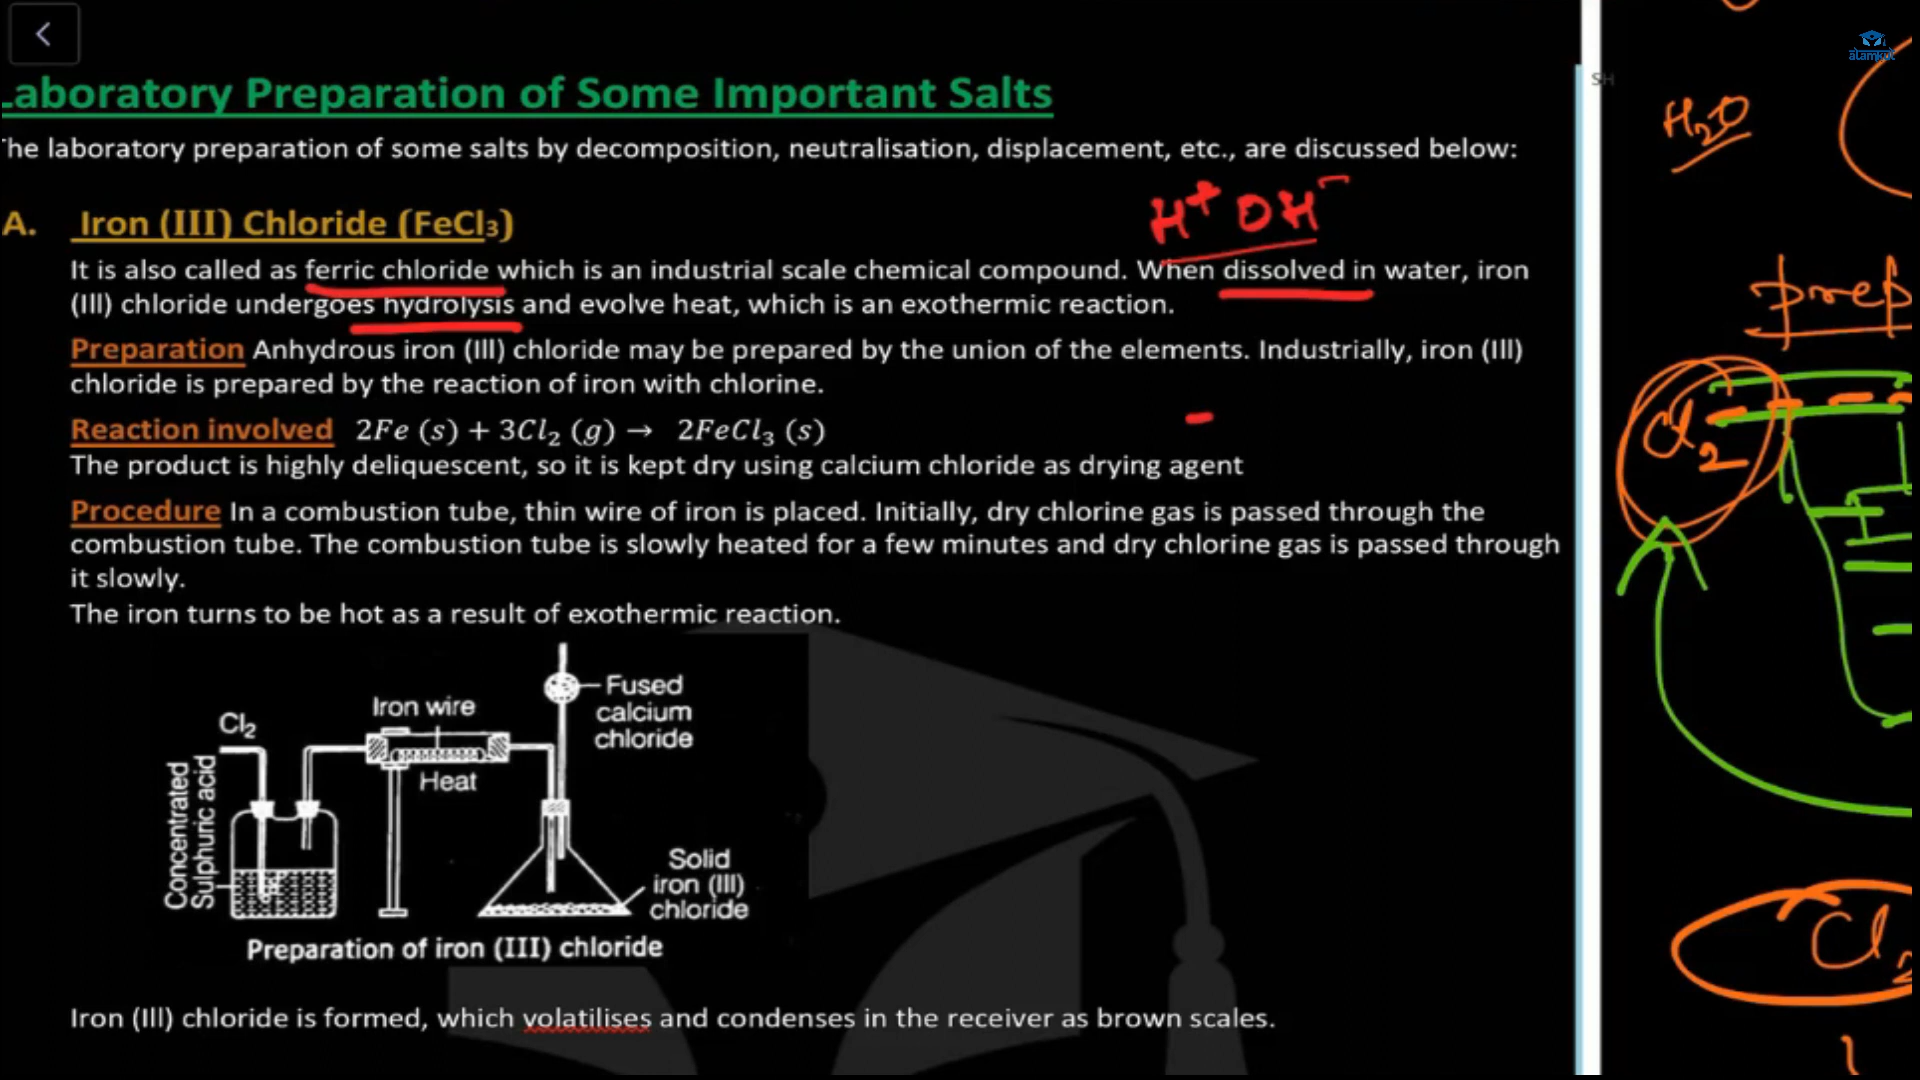 aboratory Preparation of Some Important Salts
The laboratory preparation of some salts by decomposition, neutralisation, displacement, etc., are discussed below:
H⁺ OH⁻
A. Iron (III) Chloride (FeCl₃)
It is also called as ferric chloride which is an industrial scale chemical compound. When dissolved in water, iron
(Ill) chloride undergoes hydrolysis and evolve heat, which is an exothermic reaction.
Preparation Anhydrous iron (Ill) chloride may be prepared by the union of the elements. Industrially, iron (Ill)
chloride is prepared by the reaction of iron with chlorine.
Reaction involved 2Fe (s) + 3Cl₂ (g) → 2FeCl₃ (s)
The product is highly deliquescent, so it is kept dry using calcium chloride as drying agent
Procedure In a combustion tube, thin wire of iron is placed. Initially, dry chlorine gas is passed through the
combustion tube. The combustion tube is slowly heated for a few minutes and dry chlorine gas is passed through
it slowly.
The iron turns to be hot as a result of exothermic reaction.
Cl₂
Concentrated
Sulphuric acid
Iron wire
Heat
Fused
calcium
chloride
Solid
iron (III)
chloride
Preparation of iron (III) chloride
Iron (Ill) chloride is formed, which volatilises and condenses in the receiver as brown scales.
SH
H₂O
prep
Cl₂
Cl₂